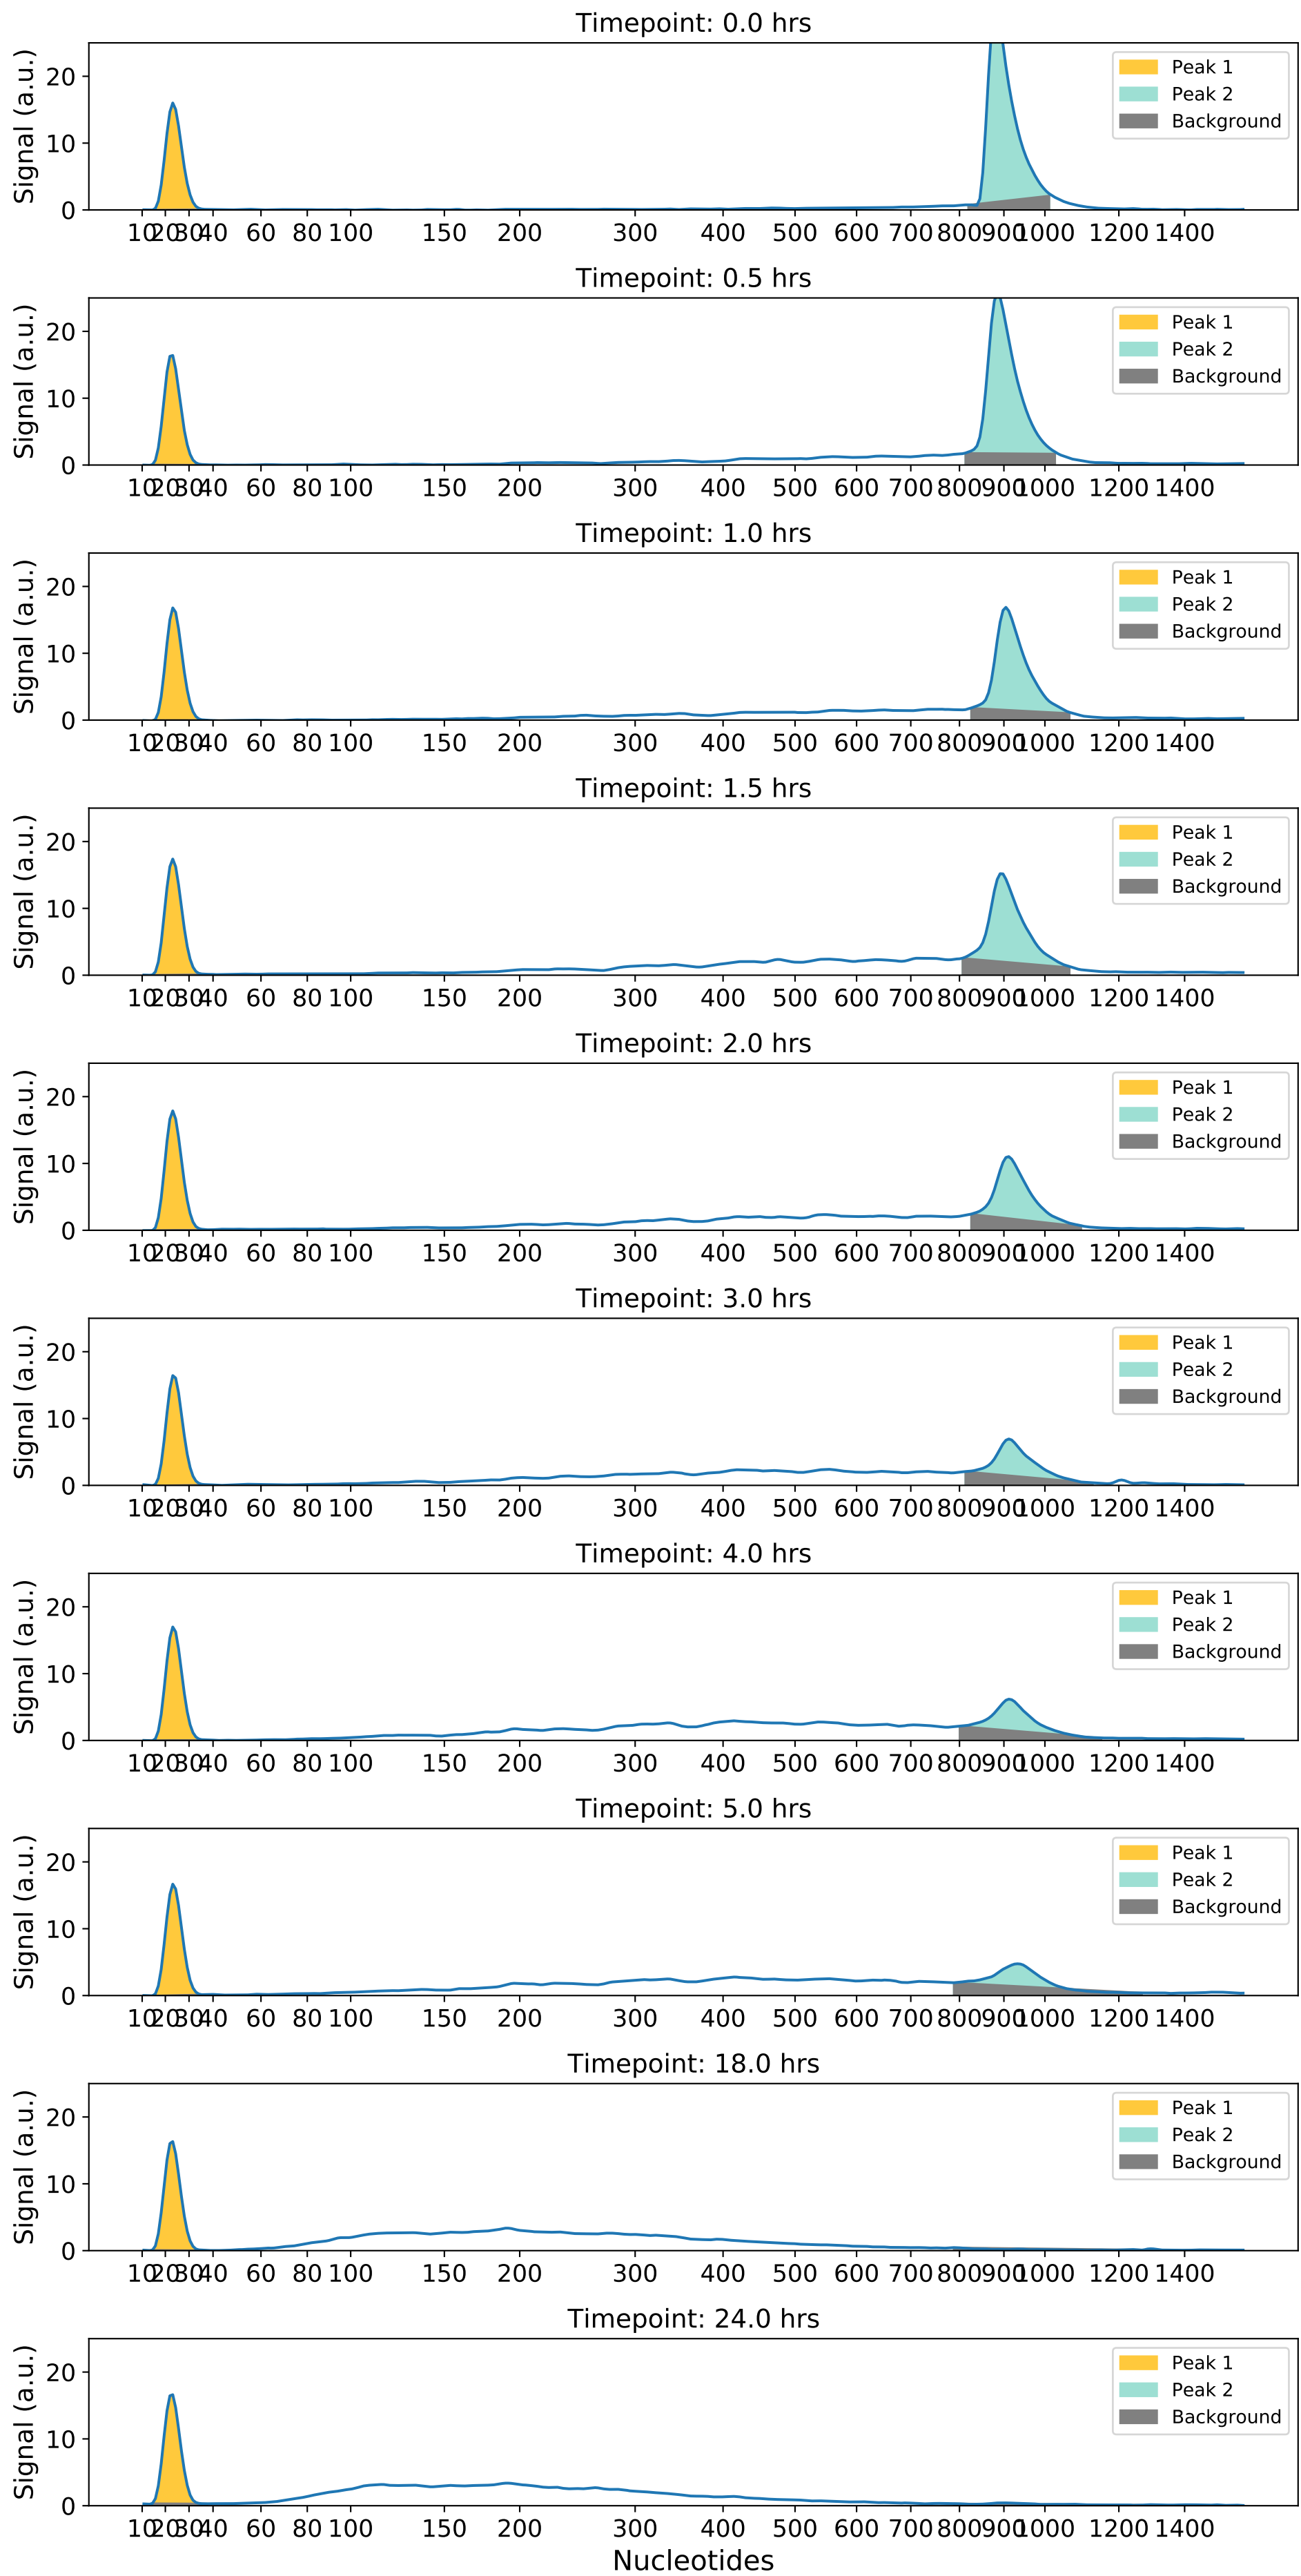 Timepoint: 0.0 hrs
Signal (a.u.)
20
10
0
Peak 1
Peak 2
Background
10 20 30 40 60 80 100 150 200 300 400 500 600 700 800 900 1000 1200 1400
Timepoint: 0.5 hrs
Signal (a.u.)
20
10
0
Peak 1
Peak 2
Background
10 20 30 40 60 80 100 150 200 300 400 500 600 700 800 900 1000 1200 1400
Timepoint: 1.0 hrs
Signal (a.u.)
20
10
0
Peak 1
Peak 2
Background
10 20 30 40 60 80 100 150 200 300 400 500 600 700 800 900 1000 1200 1400
Timepoint: 1.5 hrs
Signal (a.u.)
20
10
0
Peak 1
Peak 2
Background
10 20 30 40 60 80 100 150 200 300 400 500 600 700 800 900 1000 1200 1400
Timepoint: 2.0 hrs
Signal (a.u.)
20
10
0
Peak 1
Peak 2
Background
10 20 30 40 60 80 100 150 200 300 400 500 600 700 800 900 1000 1200 1400
Timepoint: 3.0 hrs
Signal (a.u.)
20
10
0
Peak 1
Peak 2
Background
10 20 30 40 60 80 100 150 200 300 400 500 600 700 800 900 1000 1200 1400
Timepoint: 4.0 hrs
Signal (a.u.)
20
10
0
Peak 1
Peak 2
Background
10 20 30 40 60 80 100 150 200 300 400 500 600 700 800 900 1000 1200 1400
Timepoint: 5.0 hrs
Signal (a.u.)
20
10
0
Peak 1
Peak 2
Background
10 20 30 40 60 80 100 150 200 300 400 500 600 700 800 900 1000 1200 1400
Timepoint: 18.0 hrs
Signal (a.u.)
20
10
0
Peak 1
Peak 2
Background
10 20 30 40 60 80 100 150 200 300 400 500 600 700 800 900 1000 1200 1400
Timepoint: 24.0 hrs
Signal (a.u.)
20
10
0
Peak 1
Peak 2
Background
10 20 30 40 60 80 100 150 200 300 400 500 600 700 800 900 1000 1200 1400
Nucleotides